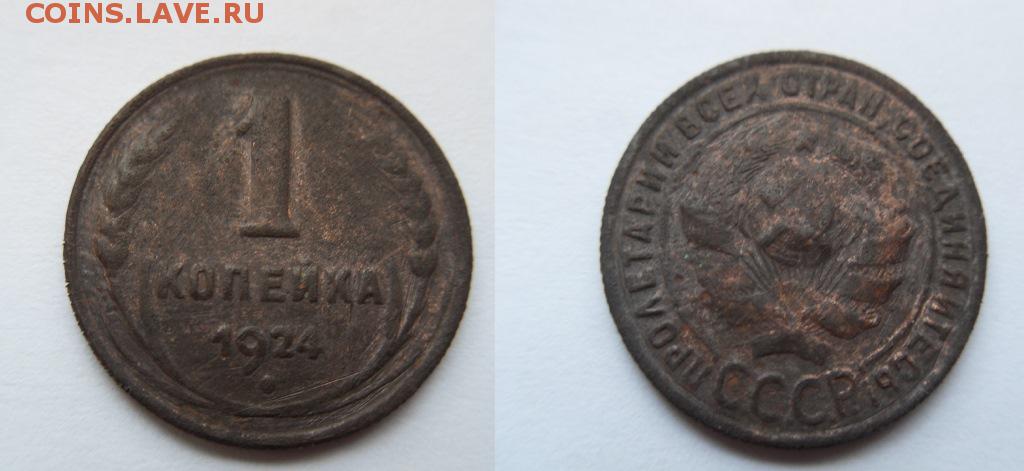 COINS.LAVE.RU
1
КОПЕЙКА
1924
ПРОЛЕТАРИИ ВСЕХ СТРАН, СОЕДИНЯЙТЕСЬ!
СССР